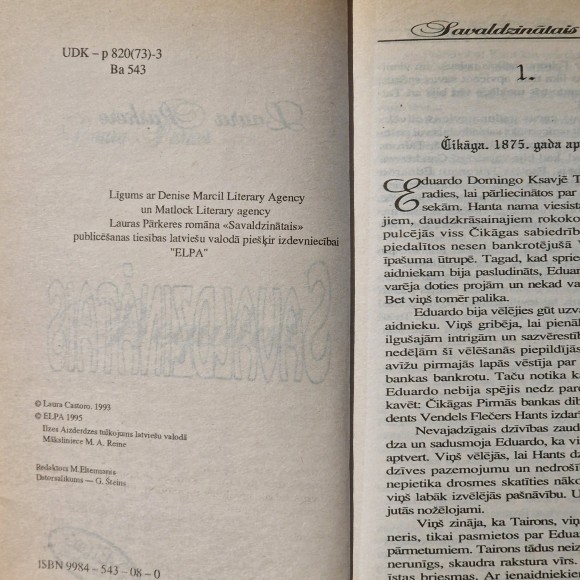 UDK – p 820(73)-3
Ba 543
Līgums ar Denise Marcil Literary Agency
un Matlock Literary agency
Lauras Pārkeres romāna «Savaldzinātais»
publicēšanas tiesības latviešu valodā piešķir izdevniecībai
"ELPA"
© Laura Castoro. 1993
© ELPA 1995
Ilzes Aizderdzes tulkojums latviešu valodā
Māksliniece M. A. Reine
Redaktors M. Eltermanes
Datorsalikums — G. Šteins
ISBN 9984 – 543 – 08 – 0
Savaldzinātais
1.
Čikāga. 1875. gada
Eduardo Domingo Ksavjē
radies, lai pārliecinātos par
sekām. Hanta nama viesist
jiem, daudzkrāsainajiem rokoko
pulcējās viss Čikāgas sabiedrīb
piedalītos nesen bankrotējušā V
īpašuma ūtrupē. Tagad, kad sprie
aidniekam bija pasludināts, Eduard
varēja doties projām un nekad va
Bet viņš tomēr palika.
Eduardo bija vēlējies gūt uzva
aidnieku. Viņš gribēja, lai pienāl
ilgušajām intrigām un sazvērestīb
nedēļām šī vēlēšanās piepildījās
avīžu pirmajās lapās vēstīja par
bankas bankrotu. Taču notika ka
Eduardo nebija spējis nedz pare
kavēt: Čikāgas Pirmās bankas dib
dents Vendels Flečers Hants izdarī
Nevajadzīgais dzīvības zaud
dza un sadusmoja Eduardo, ka vi
aptvert. Viņš vēlējās, lai Hants dz
dzīves pazemojumu un nedrošī
nepietika drosmes skatīties nāko
viņš labāk izvēlējās pašnāvību. U
jutās nožēlojami.
Viņš zināja, ka Tairons, viņa
neris, tikai pasmietos par Edua
pārmetumiem. Tairons tādus neiz
nerunīgs, skaudra rakstura vīrs.
īstas briesmas. Ar ienaidniekiem